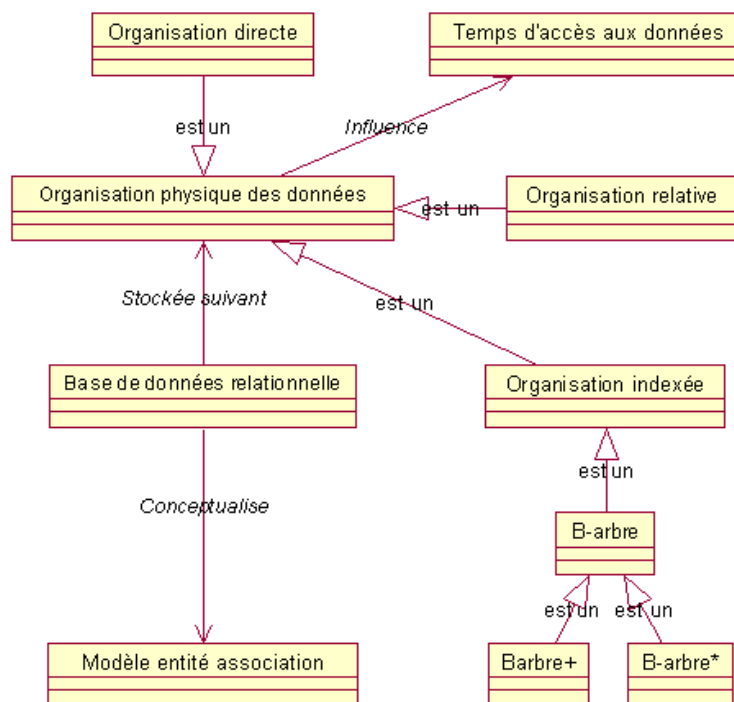 Organisation directe
Temps d'accès aux données
est un
Influence
Organisation physique des données
est un
Organisation relative
Stockée suivant
est un
Base de données relationnelle
Organisation indexée
est un
Conceptualise
B-arbre
est un
est un
Modèle entité association
Barbre+
B-arbre*